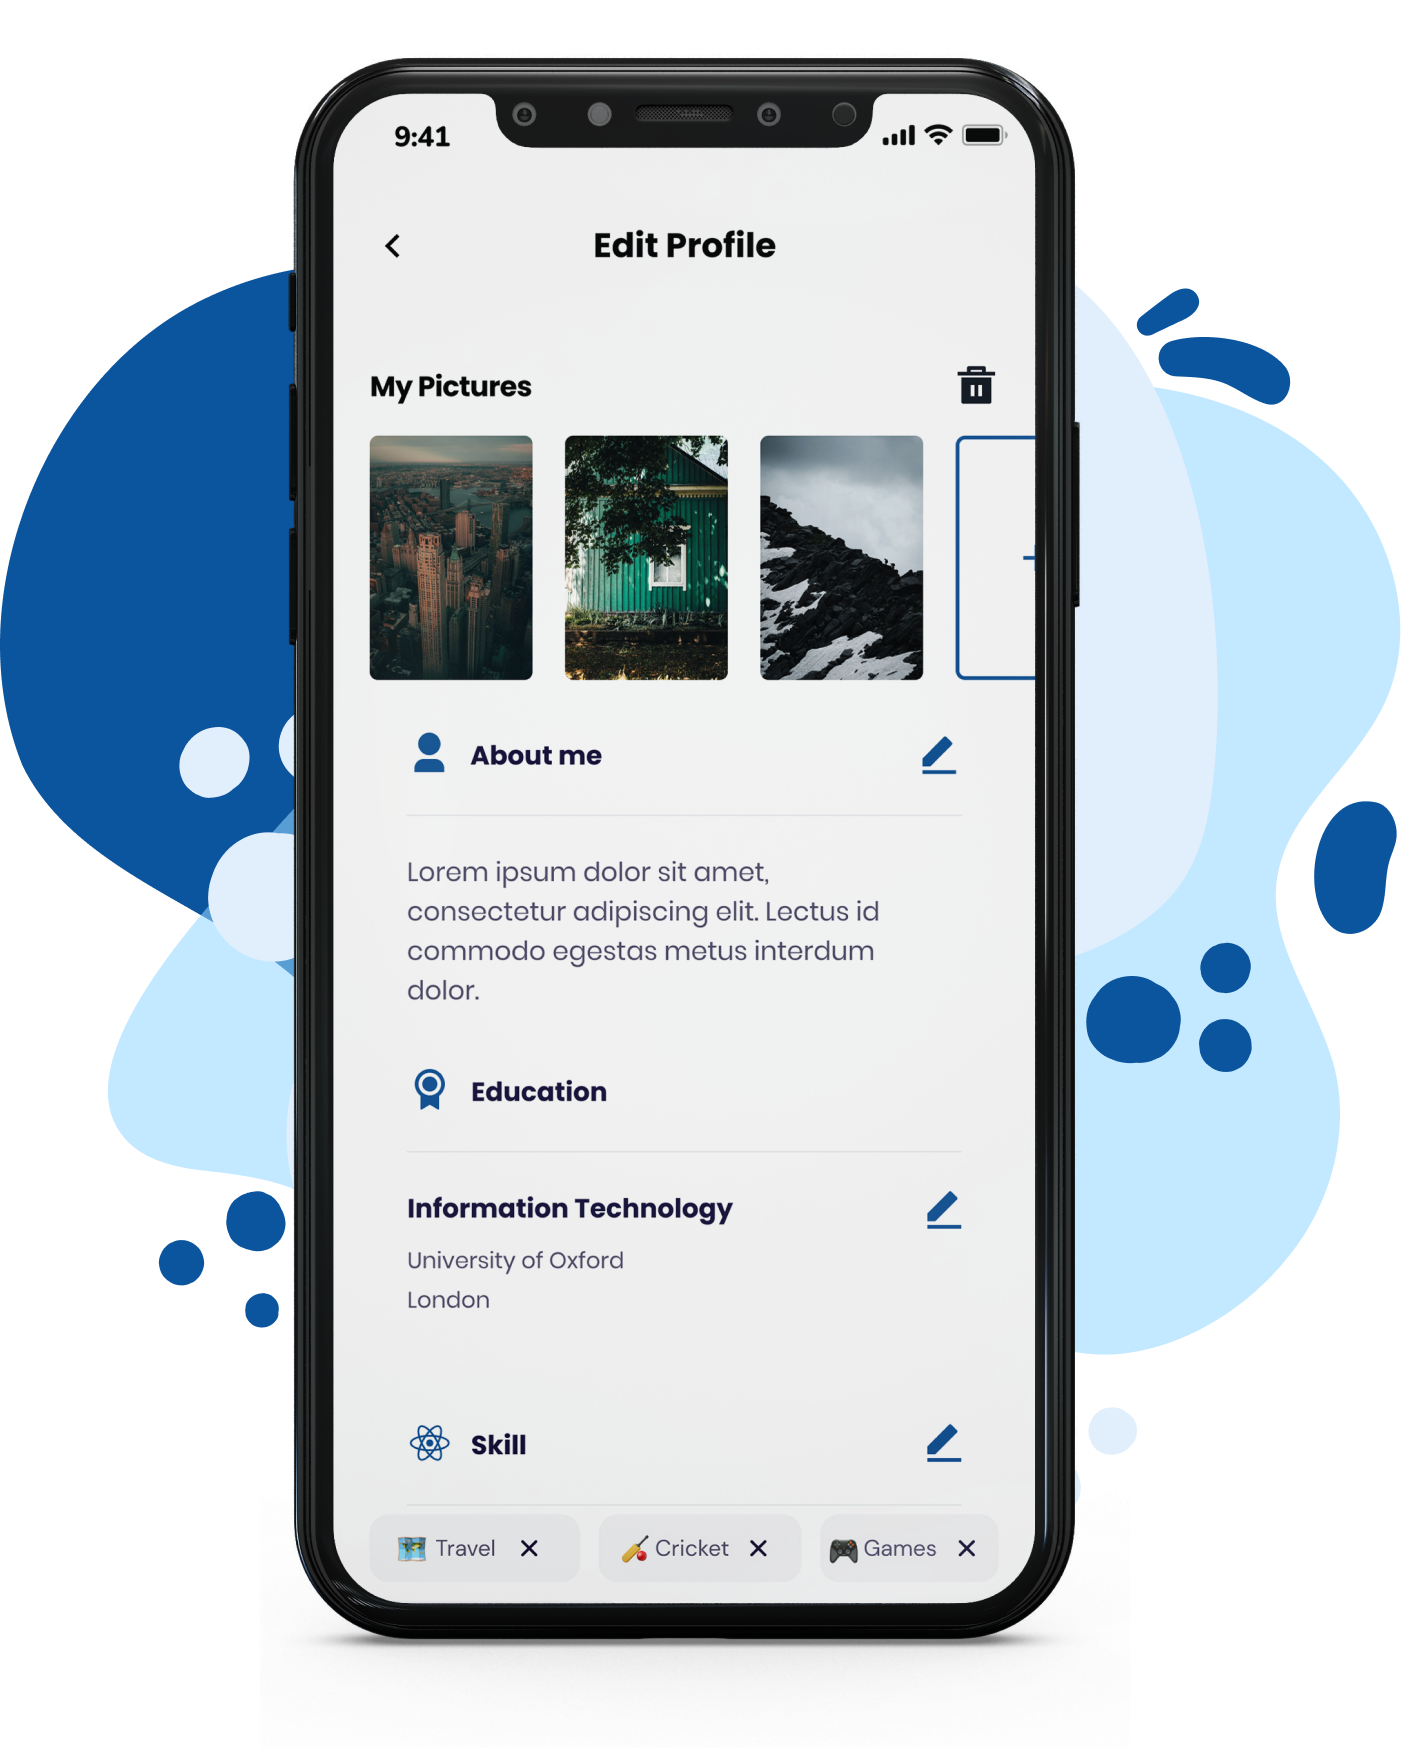 9:41
Edit Profile
My Pictures
About me
Lorem ipsum dolor sit amet,
consectetur adipiscing elit. Lectus id
commodo egestas metus interdum
dolor.
Education
Information Technology
University of Oxford
London
Skill
Travel
Cricket
Games